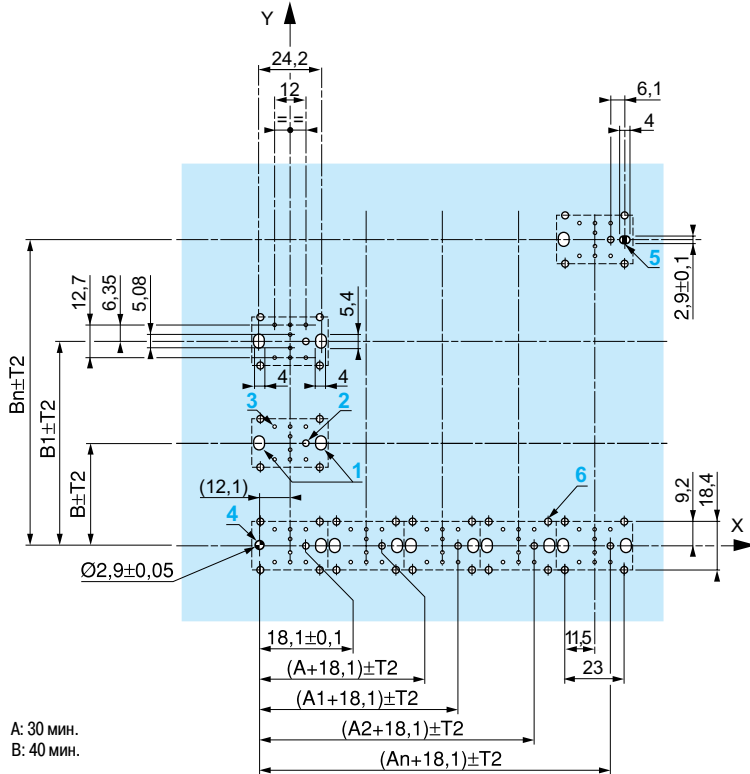 Y
24,2
12
= =
6,1
4
5
2,9±0,1
12,7
6,35
5,08
5,4
4
4
Bn±T2
B1±T2
B±T2
3
2
1
(12,1)
4
6
9,2
18,4
X
Ø2,9±0,05
18,1±0,1
11,5
(A+18,1)±T2
23
(A1+18,1)±T2
(A2+18,1)±T2
(An+18,1)±T2
A: 30 мин.
B: 40 мин.